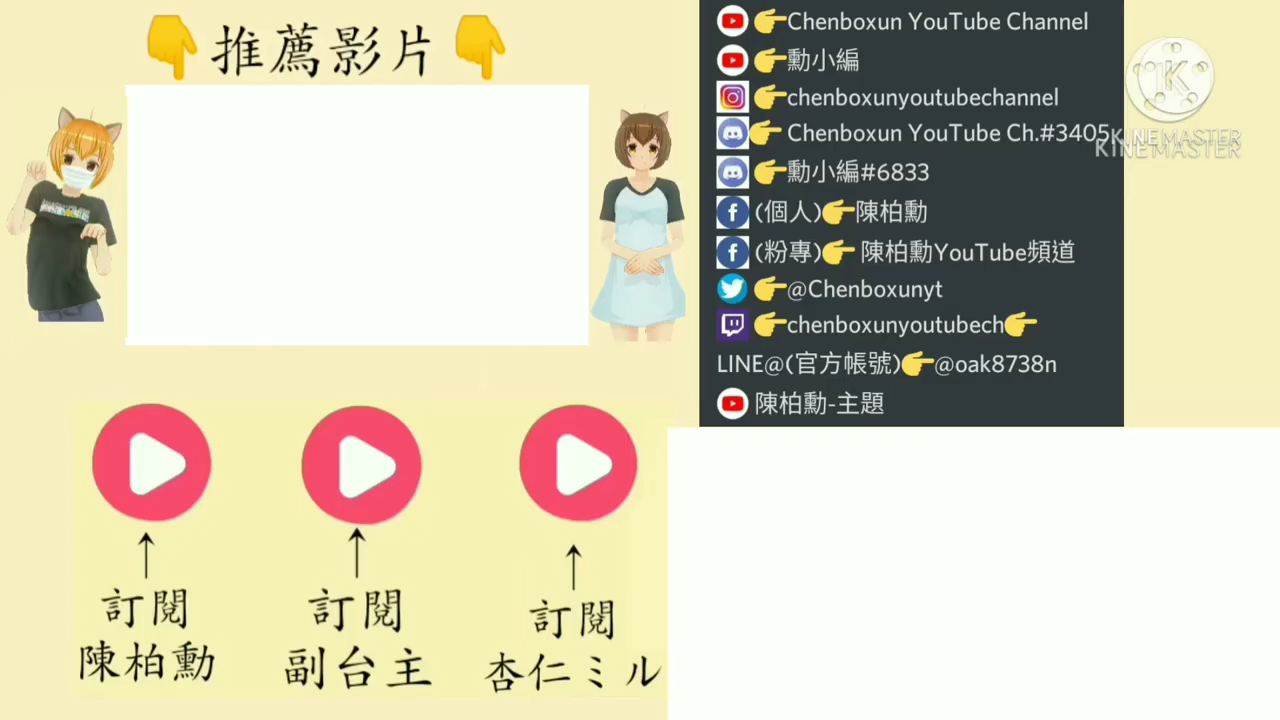 👇推薦影片👇
👉Chenboxun YouTube Channel
👉勳小編
👉chenboxunyoutubechannel
👉 Chenboxun YouTube Ch.#3405
👉勳小編#6833
(個人)👉陳柏勳
(粉專)👉 陳柏勳YouTube頻道
👉@Chenboxunyt
👉chenboxunyoutubech👉
LINE@(官方帳號)👉@oak8738n
陳柏勳-主題
KINEMASTER
KINEMASTER
訂閱
陳柏勳
訂閱
副台主
訂閱
杏仁ミル